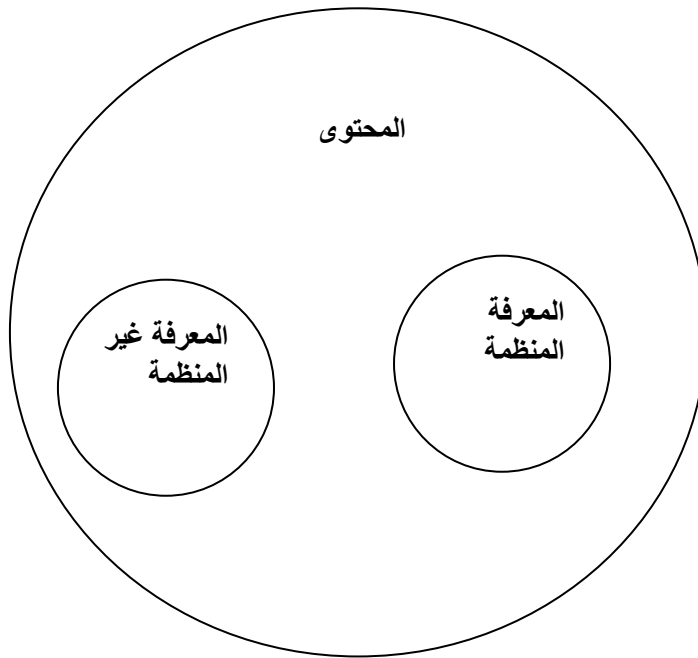 المحتوى
المعرفة
المنظمة
المعرفة غير
المنظمة